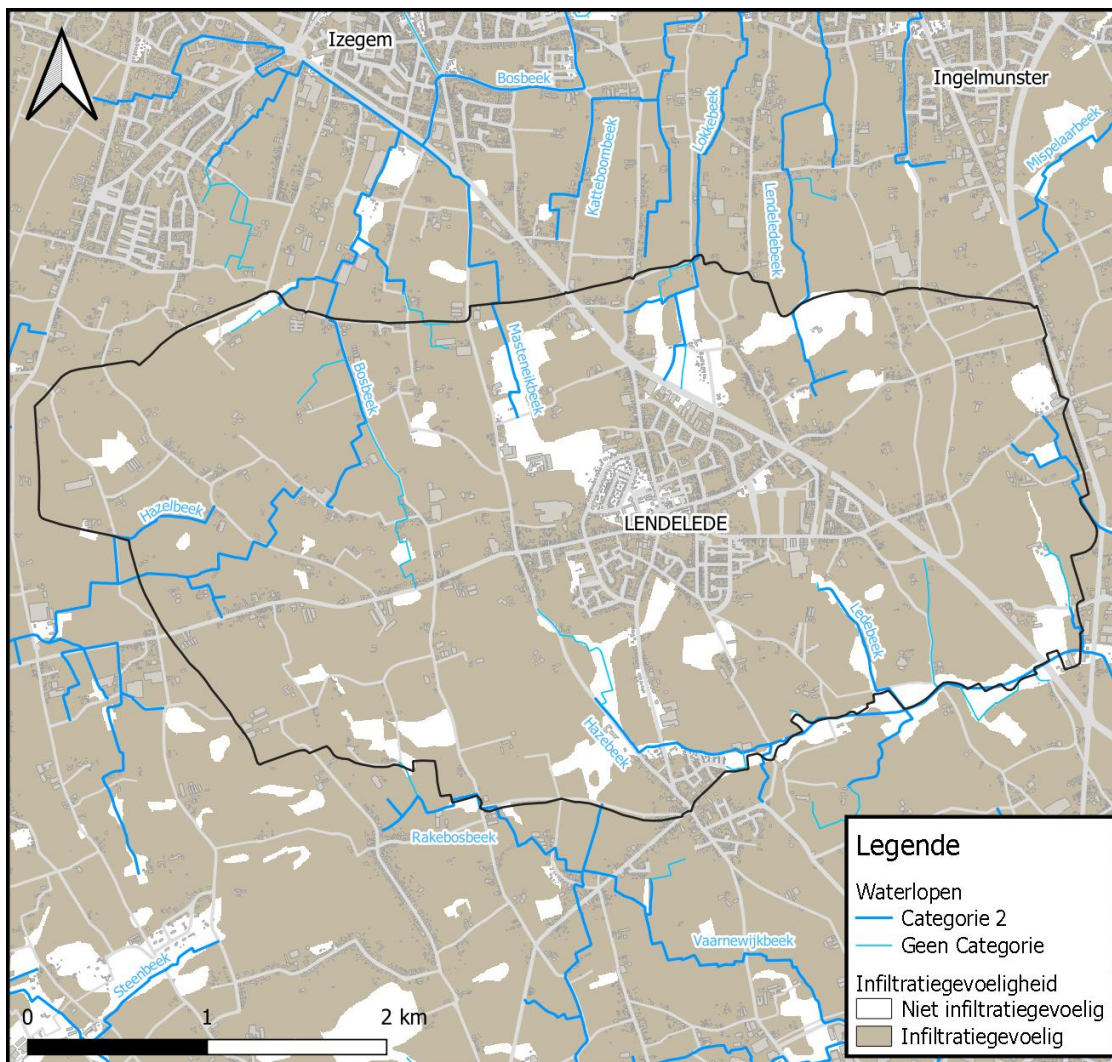 Izegem
Bosbeek
Ingelmunster
Lokkebeek
Katteboombeek
Lendeledebeek
Mispelaarbeek
Bosbeek
Masteneikbeek
Hazelbeek
LENDELEDE
Ledebeek
Hazebeek
Rakebosbeek
Vaarnewijkbeek
Steenbeek
0 1 2 km
Legende
Waterlopen
Categorie 2
Geen Categorie
Infiltratiegevoeligheid
Niet infiltratiegevoelig
Infiltratiegevoelig